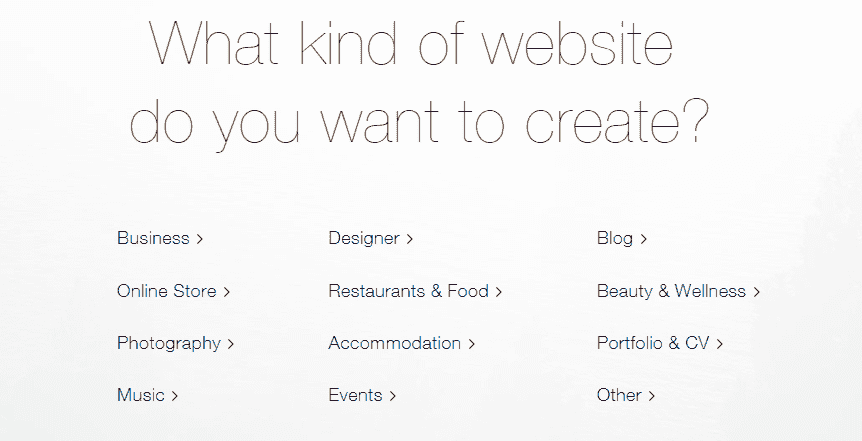 What kind of website
do you want to create?
Business >
Designer >
Blog >
Online Store >
Restaurants & Food >
Beauty & Wellness >
Photography >
Accommodation >
Portfolio & CV >
Music >
Events >
Other >